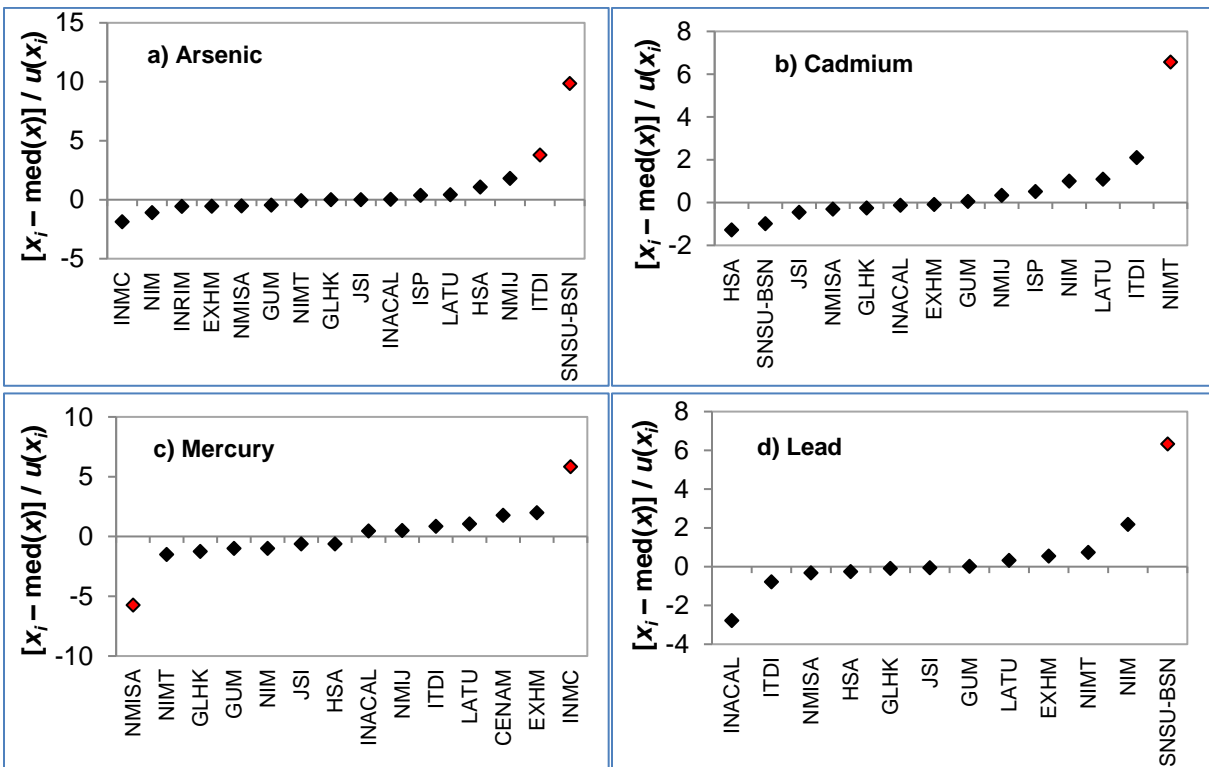 a) Arsenic
[xᵢ – med(x)] / u(xᵢ)
15
10
5
0
-5
INMC
NIM
INRIM
EXHM
NMISA
GUM
NIMT
GLHK
JSI
INACAL
ISP
LATU
HSA
NMIJ
ITDI
SNSU-BSN
b) Cadmium
[xᵢ – med(x)] / u(xᵢ)
8
6
4
2
0
-2
HSA
SNSU-BSN
JSI
NMISA
GLHK
INACAL
EXHM
GUM
NMIJ
ISP
NIM
LATU
ITDI
NIMT
c) Mercury
[xᵢ – med(x)] / u(xᵢ)
10
5
0
-5
-10
NMISA
NIMT
GLHK
GUM
NIM
JSI
HSA
INACAL
NMIJ
ITDI
LATU
CENAM
EXHM
INMC
d) Lead
[xᵢ – med(x)] / u(xᵢ)
8
6
4
2
0
-2
-4
INACAL
ITDI
NMISA
HSA
GLHK
JSI
GUM
LATU
EXHM
NIMT
NIM
SNSU-BSN